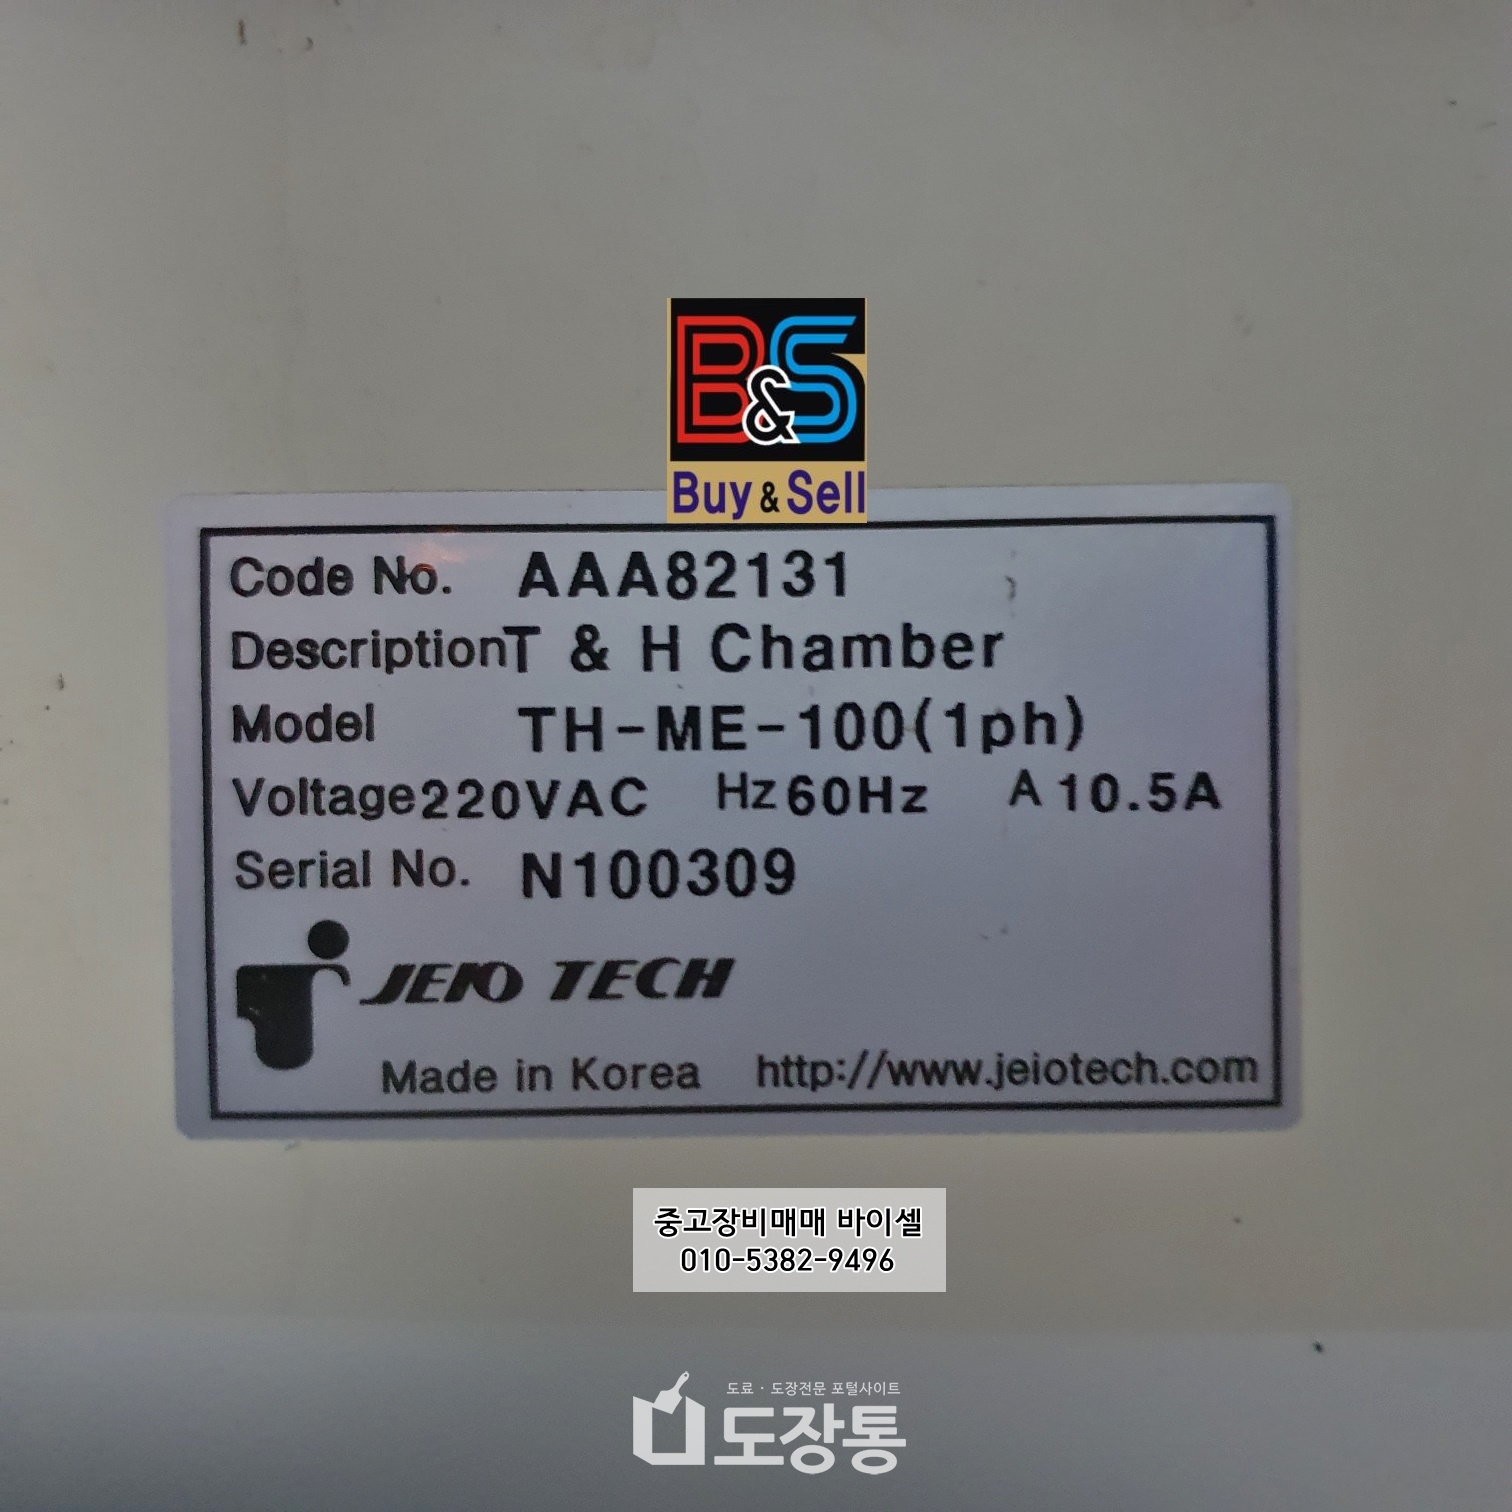 B&S
Buy & Sell
Code No. AAA82131
Description T & H Chamber
Model TH-ME-100(1ph)
Voltage 220VAC Hz 60Hz A 10.5A
Serial No. N100309
JEIO TECH
Made in Korea http://www.jeiotech.com
중고장비매매 바이셀
010-5382-9496
도료 · 도장전문 포털사이트
도장통